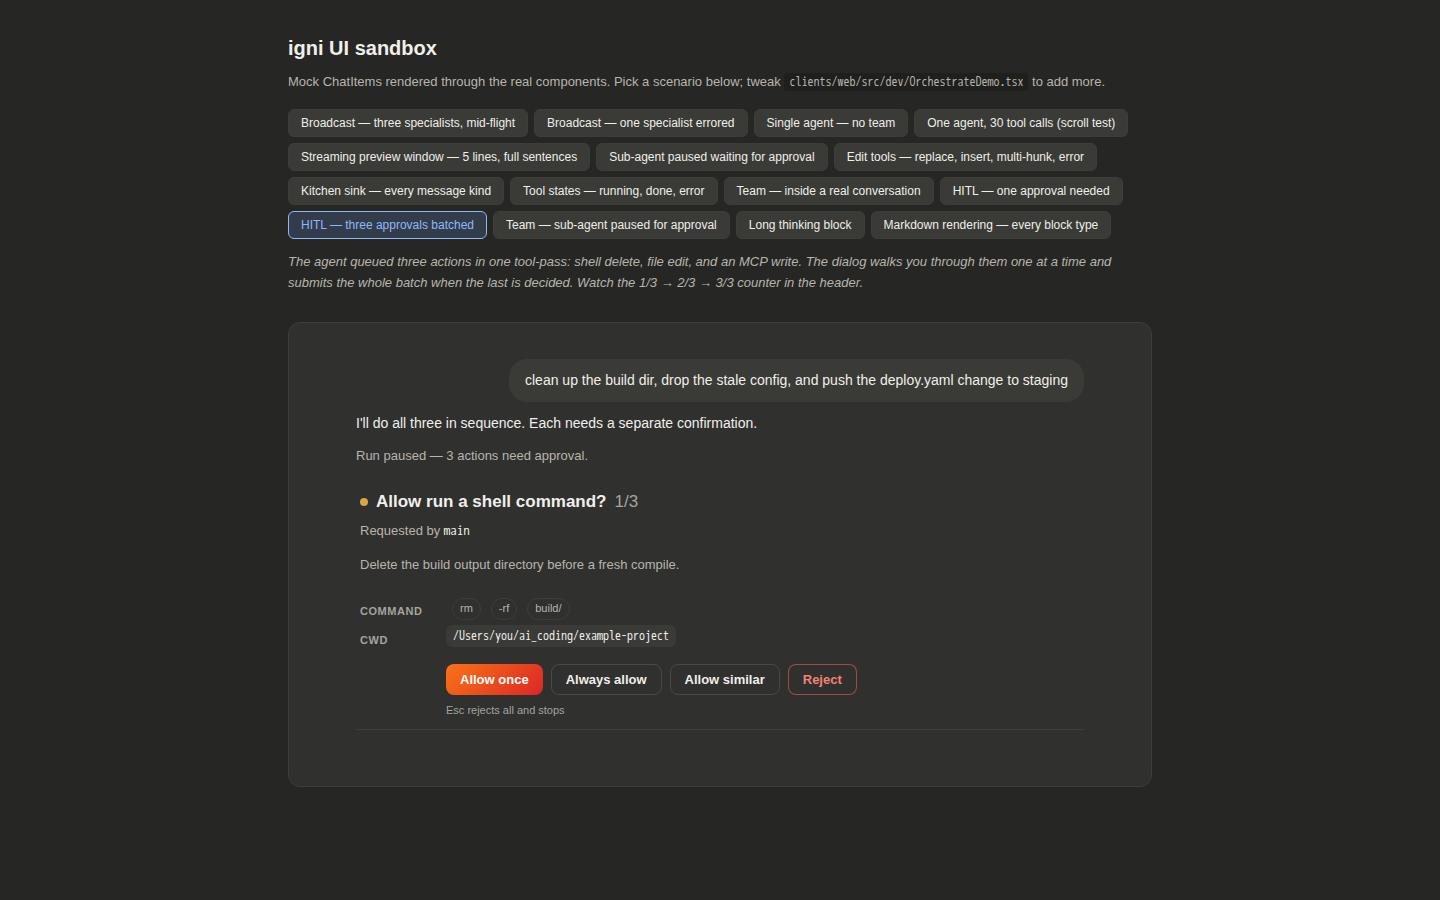 igni UI sandbox
Mock ChatItems rendered through the real components. Pick a scenario below; tweak clients/web/src/dev/OrchestrateDemo.tsx to add more.
Broadcast — three specialists, mid-flight Broadcast — one specialist errored Single agent — no team One agent, 30 tool calls (scroll test)
Streaming preview window — 5 lines, full sentences Sub-agent paused waiting for approval Edit tools — replace, insert, multi-hunk, error
Kitchen sink — every message kind Tool states — running, done, error Team — inside a real conversation HITL — one approval needed
HITL — three approvals batched Team — sub-agent paused for approval Long thinking block Markdown rendering — every block type
The agent queued three actions in one tool-pass: shell delete, file edit, and an MCP write. The dialog walks you through them one at a time and
submits the whole batch when the last is decided. Watch the 1/3 → 2/3 → 3/3 counter in the header.
clean up the build dir, drop the stale config, and push the deploy.yaml change to staging
I'll do all three in sequence. Each needs a separate confirmation.
Run paused — 3 actions need approval.
Allow run a shell command? 1/3
Requested by main
Delete the build output directory before a fresh compile.
COMMAND rm -rf build/
CWD /Users/you/ai_coding/example-project
Allow once Always allow Allow similar Reject
Esc rejects all and stops